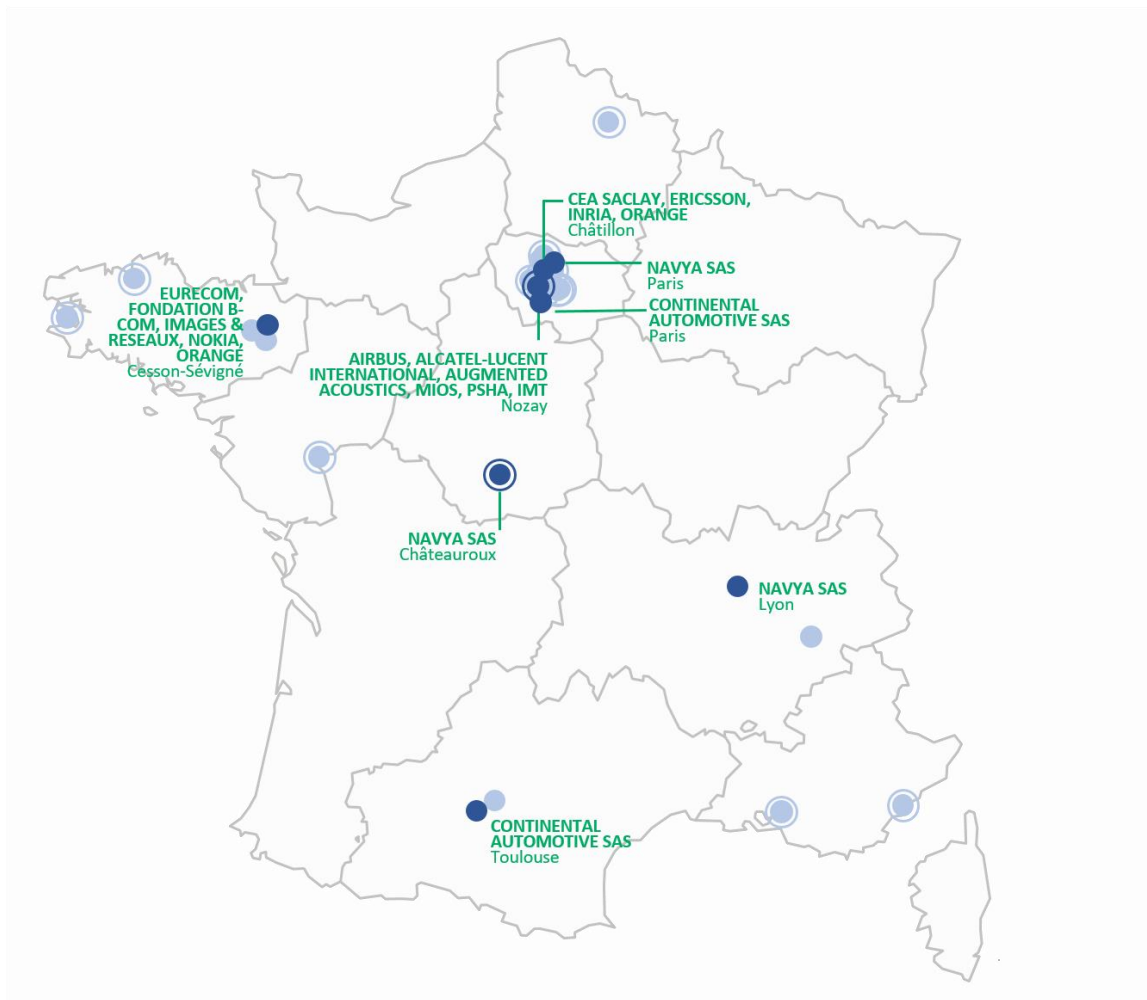 CEA SACLAY, ERICSSON,
INRIA, ORANGE
Châtillon
NAVYA SAS
Paris
CONTINENTAL
AUTOMOTIVE SAS
Paris
EURECOM,
FONDATION B-
COM, IMAGES &
RESEAUX, NOKIA,
ORANGE
Cesson-Sévigné
AIRBUS, ALCATEL-LUCENT
INTERNATIONAL, AUGMENTED
ACOUSTICS, MIOS, PSHA, IMT
Nozay
NAVYA SAS
Châteauroux
NAVYA SAS
Lyon
CONTINENTAL
AUTOMOTIVE SAS
Toulouse